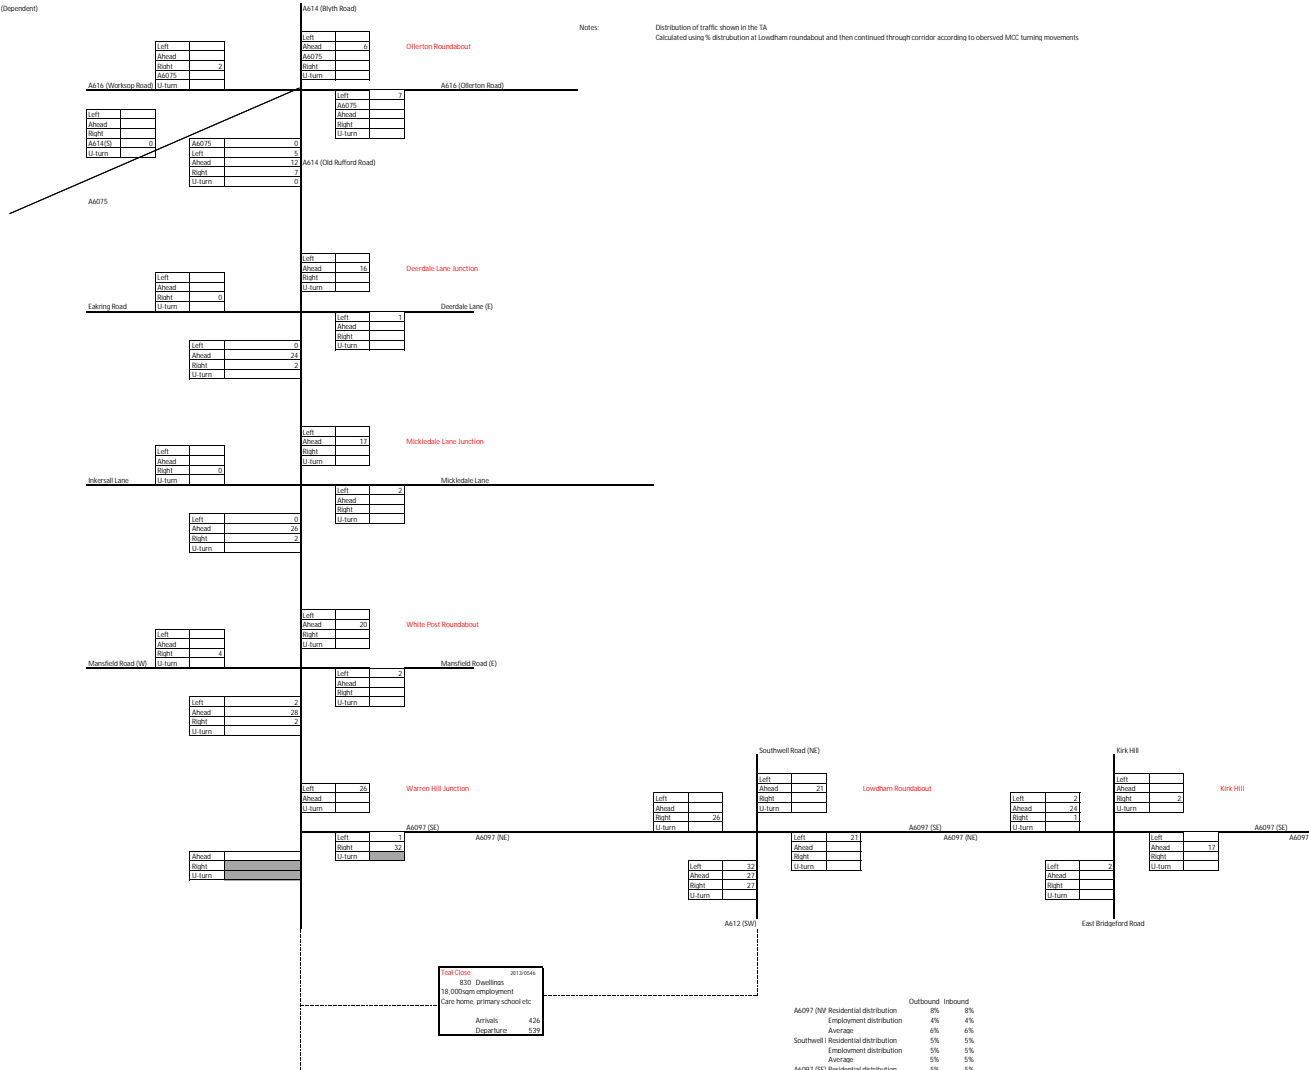 (Dependent)
A614 (Blyth Road)
Notes:
Distribution of traffic shown in the TA
Calculated using % distrubution at Lowdham roundabout and then continued through corridor according to obersved MCC turning movements
Left
Ahead 6
A6075
Right
U-turn
Ollerton Roundabout
Left
Ahead
Right 2
A6075
U-turn
A616 (Worksop Road)
A616 (Ollerton Road)
Left 7
A6075
Ahead
Right
U-turn
Left
Ahead
Right
A614(S) 0
U-turn
A6075 0
Left 5
Ahead 12
Right 7
U-turn 0
A614 (Old Rufford Road)
A6075
Left
Ahead 16
Right
U-turn
Deerdale Lane Junction
Left
Ahead
Right 0
U-turn
Eakring Road
Deerdale Lane (E)
Left 1
Ahead
Right
U-turn
Left 0
Ahead 24
Right 2
U-turn
Left
Ahead 17
Right
U-turn
Mickledale Lane Junction
Left
Ahead
Right 0
U-turn
Inkersall Lane
Mickledale Lane
Left 2
Ahead
Right
U-turn
Left 0
Ahead 26
Right 2
U-turn
Left
Ahead 20
Right
U-turn
White Post Roundabout
Left
Ahead
Right 4
U-turn
Mansfield Road (W)
Mansfield Road (E)
Left 2
Ahead
Right
U-turn
Left 2
Ahead 28
Right 2
U-turn
Left 26
Ahead
U-turn
Warren Hill Junction
A6097 (SE)
Left 1
Right 32
U-turn
A6097 (NE)
Ahead
Right
U-turn
Southwell Road (NE)
Left
Ahead 21
Right
U-turn
Lowdham Roundabout
Left
Ahead
Right 26
U-turn
A6097 (SE)
Left 21
Ahead
Right
U-turn
A6097 (NE)
Left 32
Ahead 27
Right 27
U-turn
A612 (SW)
Kirk Hill
Left
Ahead
Right 2
U-turn
Kirk Hill
Left 2
Ahead 24
Right 1
U-turn
A6097 (SE)
Left
Ahead 17
Right
U-turn
A6097
Left 2
Ahead
Right
U-turn
East Bridgeford Road
Teal Close 2013/0546
830 Dwellings
18,000sqm employment
Care home, primary school etc
Arrivals 426
Departure 539
Outbound Inbound
A6097 (NW Residential distribution 8% 8%
Employment distribution 4% 4%
Average 6% 6%
Southwell Residential distribution 5% 5%
Employment distribution 5% 5%
Average 5% 5%
A6097 (SE) Residential distribution 5% 5%